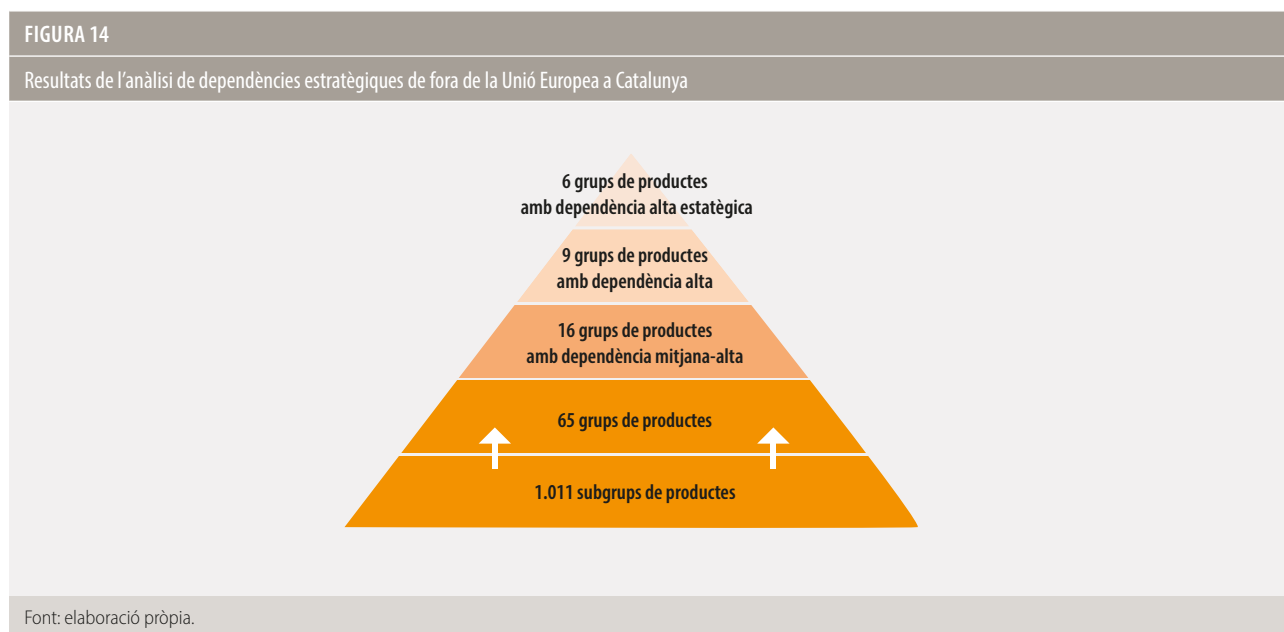 FIGURA 14
Resultats de l'anàlisi de dependències estratègiques de fora de la Unió Europea a Catalunya
6 grups de productes
amb dependència alta estatègica
9 grups de productes
amb dependència alta
16 grups de productes
amb dependència mitjana-alta
65 grups de productes
1.011 subgrups de productes
Font: elaboració pròpia.